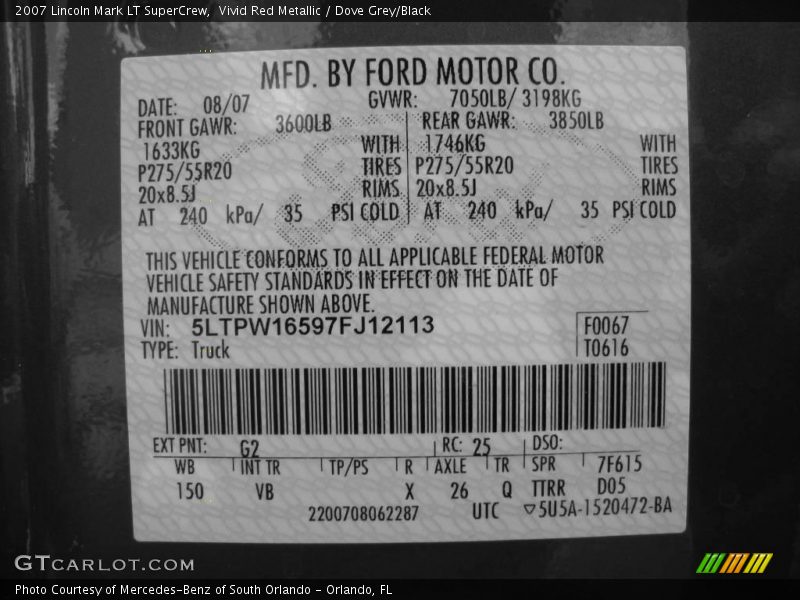 2007 Lincoln Mark LT SuperCrew, Vivid Red Metallic / Dove Grey/Black
MFD. BY FORD MOTOR CO.
DATE: 08/07 GVWR: 7050LB/ 3198KG
FRONT GAWR: 3600LB REAR GAWR: 3850LB
1633KG WITH 1746KG WITH
P275/55R20 TIRES P275/55R20 TIRES
20x8.5J RIMS 20x8.5J RIMS
AT 240 kPa/ 35 PSI COLD AT 240 kPa/ 35 PSI COLD
THIS VEHICLE CONFORMS TO ALL APPLICABLE FEDERAL MOTOR
VEHICLE SAFETY STANDARDS IN EFFECT ON THE DATE OF
MANUFACTURE SHOWN ABOVE.
VIN: 5LTPW16597FJ12113 F0067
TYPE: Truck T0616
EXT PNT: G2 RC: 25 DSO:
WB INT TR TP/PS R AXLE TR SPR 7F615
150 VB X 26 Q TTRR D05
2200708062287 UTC ▽5U5A-1520472-BA
GTCARLOT.COM
Photo Courtesy of Mercedes-Benz of South Orlando - Orlando, FL